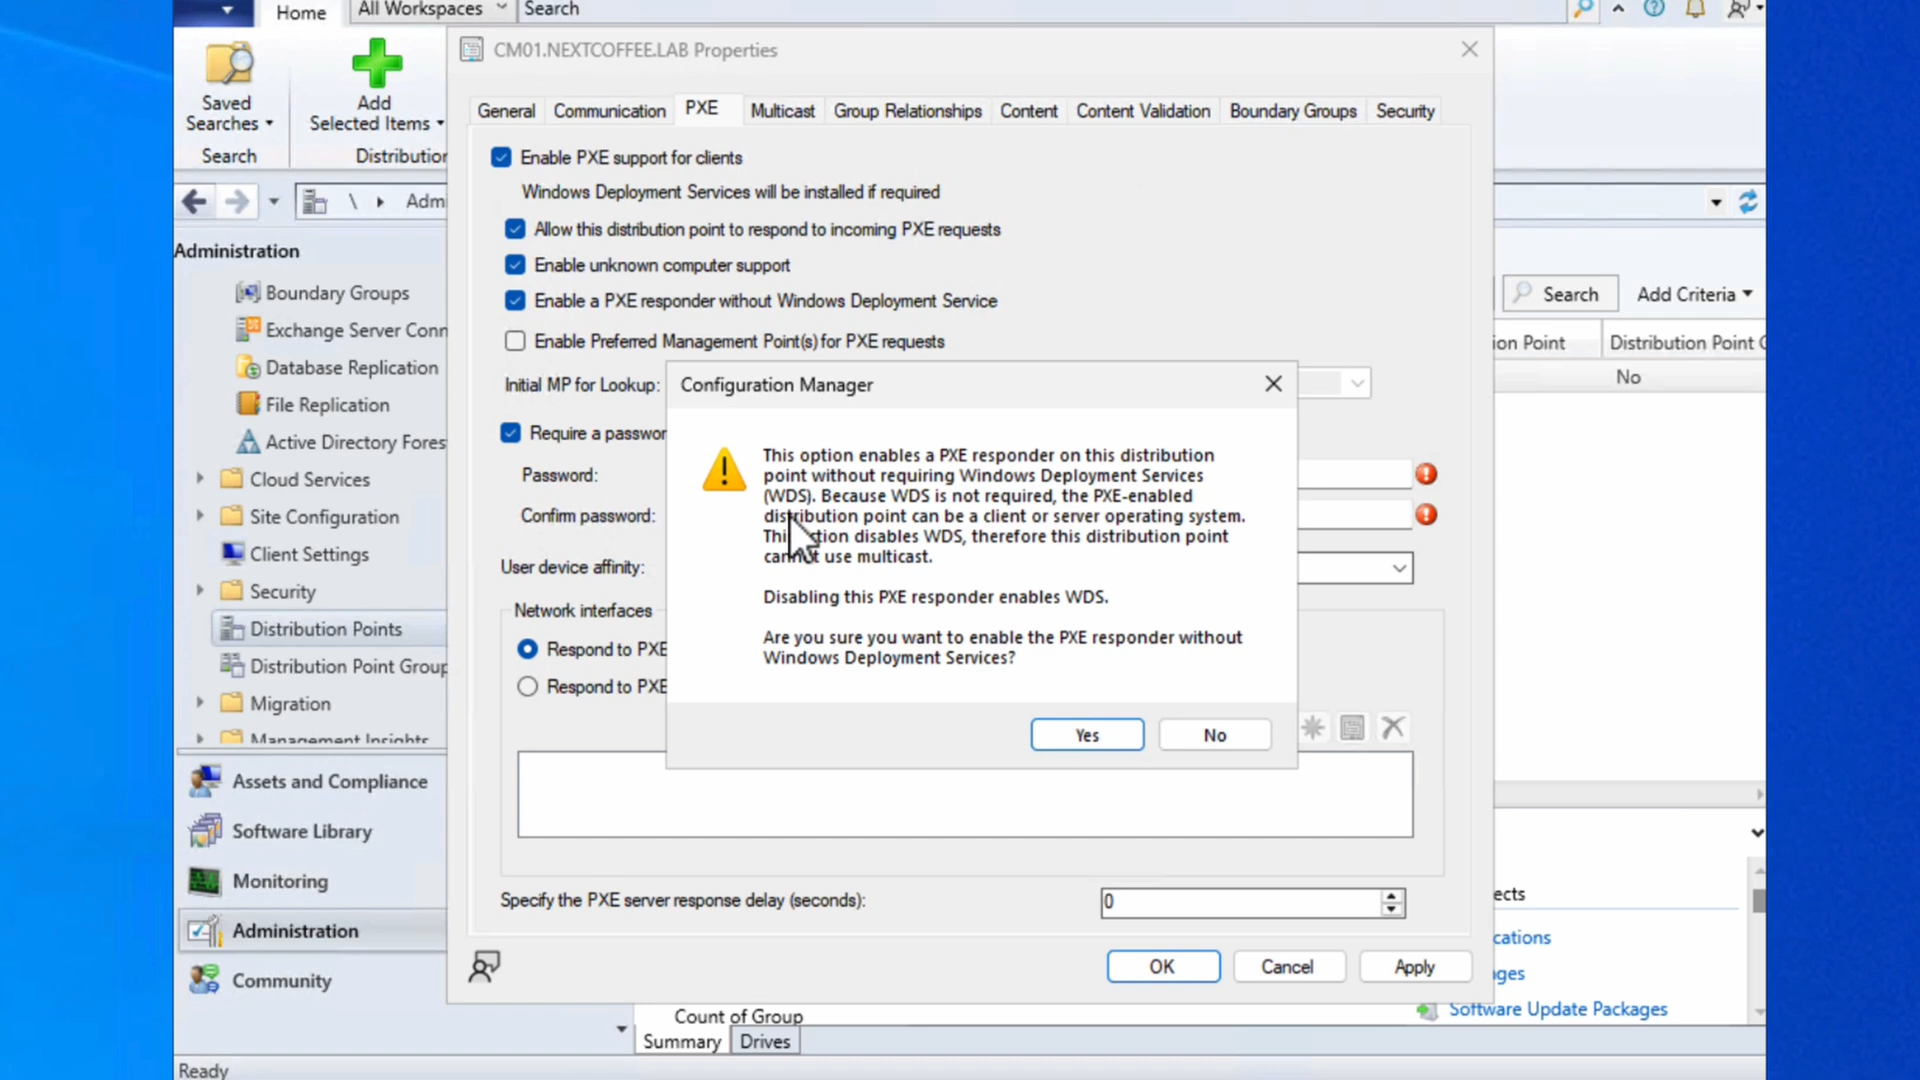 Home
All Workspaces
Search
CM01.NEXTCOFFEE.LAB Properties
Saved
Searches
Search
Add
Selected Items
General
Communication
PXE
Multicast
Group Relationships
Content
Content Validation
Boundary Groups
Security
Enable PXE support for clients
Windows Deployment Services will be installed if required
Allow this distribution point to respond to incoming PXE requests
Enable unknown computer support
Enable a PXE responder without Windows Deployment Service
Enable Preferred Management Point(s) for PXE requests
Initial MP for Lookup:
Require a passwor
Password:
Confirm password:
User device affinity:
Network interfaces
Respond to PXE
Respond to PXE
Specify the PXE server response delay (seconds):
0
OK
Cancel
Apply
Configuration Manager
This option enables a PXE responder on this distribution
point without requiring Windows Deployment Services
(WDS). Because WDS is not required, the PXE-enabled
distribution point can be a client or server operating system.
disables WDS, therefore this distribution point
use multicast.
Disabling this PXE responder enables WDS.
Are you sure you want to enable the PXE responder without
Windows Deployment Services?
Yes
No
\
Adm
Administration
Boundary Groups
Exchange Server Conn
Database Replication
File Replication
Active Directory Fores
Cloud Services
Site Configuration
Client Settings
Security
Distribution Points
Distribution Point Group
Migration
Management Insights
Assets and Compliance
Software Library
Monitoring
Administration
Community
Search
Add Criteria
ion Point
Distribution Point
No
ects
cations
ges
Software Update Packages
Count of Group
Summary
Drives
Ready